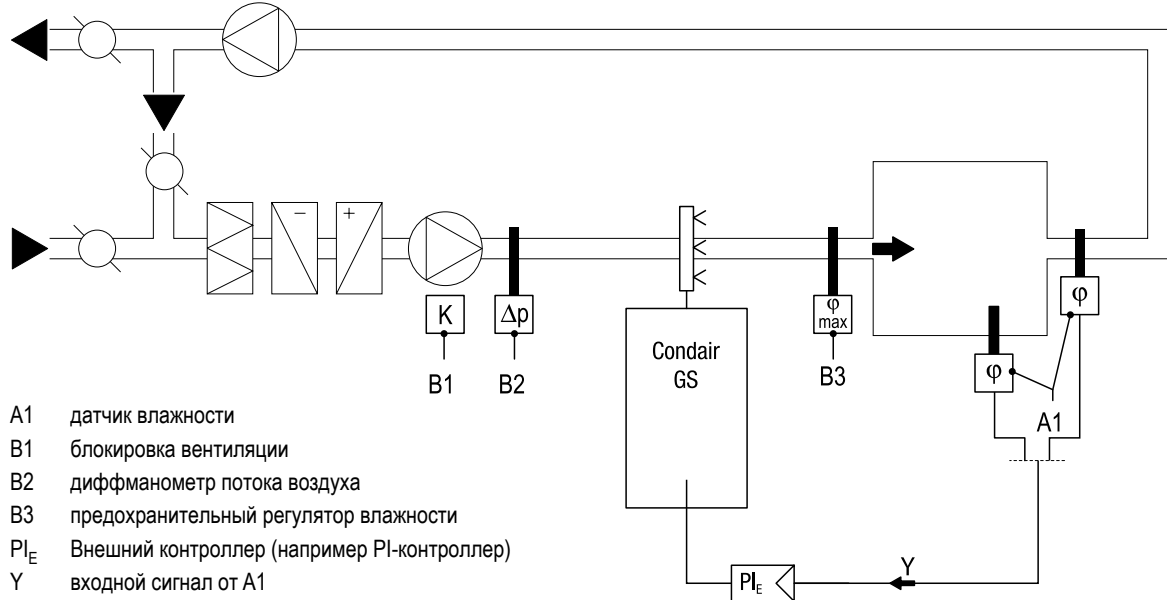 − +
K
Δp
φ
max
φ
φ
Condair
GS
B1
B2
B3
A1
A1 датчик влажности
B1 блокировка вентиляции
B2 диффманометр потока воздуха
B3 предохранительный регулятор влажности
PIE Внешний контроллер (например PI-контроллер)
Y входной сигнал от A1
PIE
Y